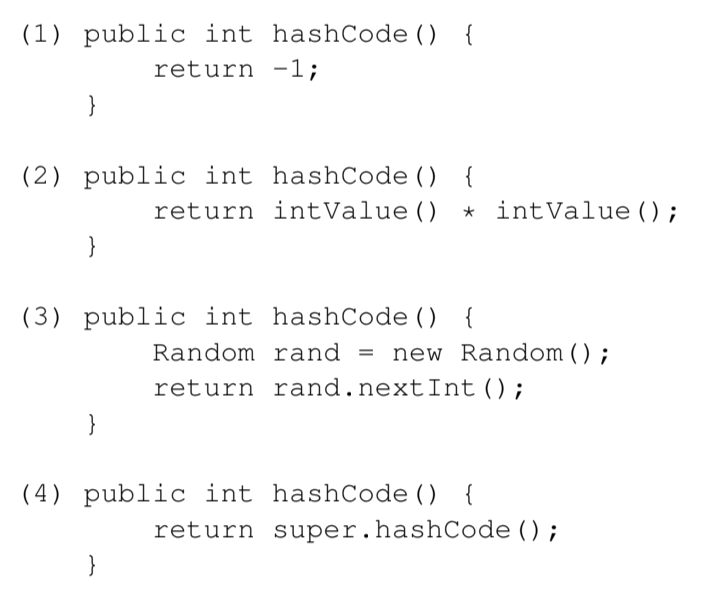 (1) public int hashCode() {
return -1;
}
(2) public int hashCode() {
return intValue() * intValue();
}
(3) public int hashCode() {
Random rand = new Random();
return rand.nextInt();
}
(4) public int hashCode() {
return super.hashCode();
}